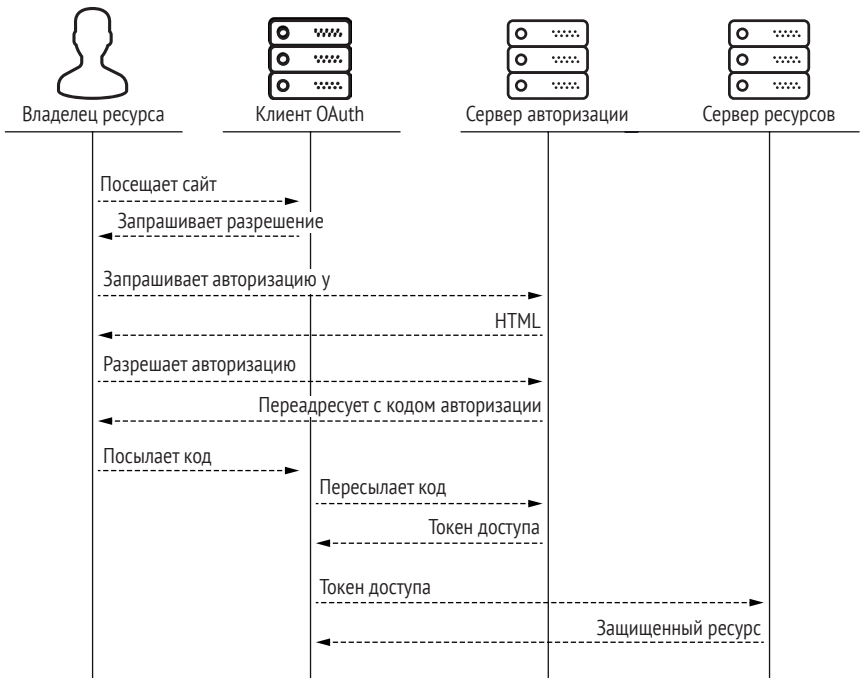 Владелец ресурса
Клиент OAuth
Сервер авторизации
Сервер ресурсов
Посещает сайт
Запрашивает разрешение
Запрашивает авторизацию у
HTML
Разрешает авторизацию
Переадресует с кодом авторизации
Посылает код
Пересылает код
Токен доступа
Токен доступа
Защищенный ресурс